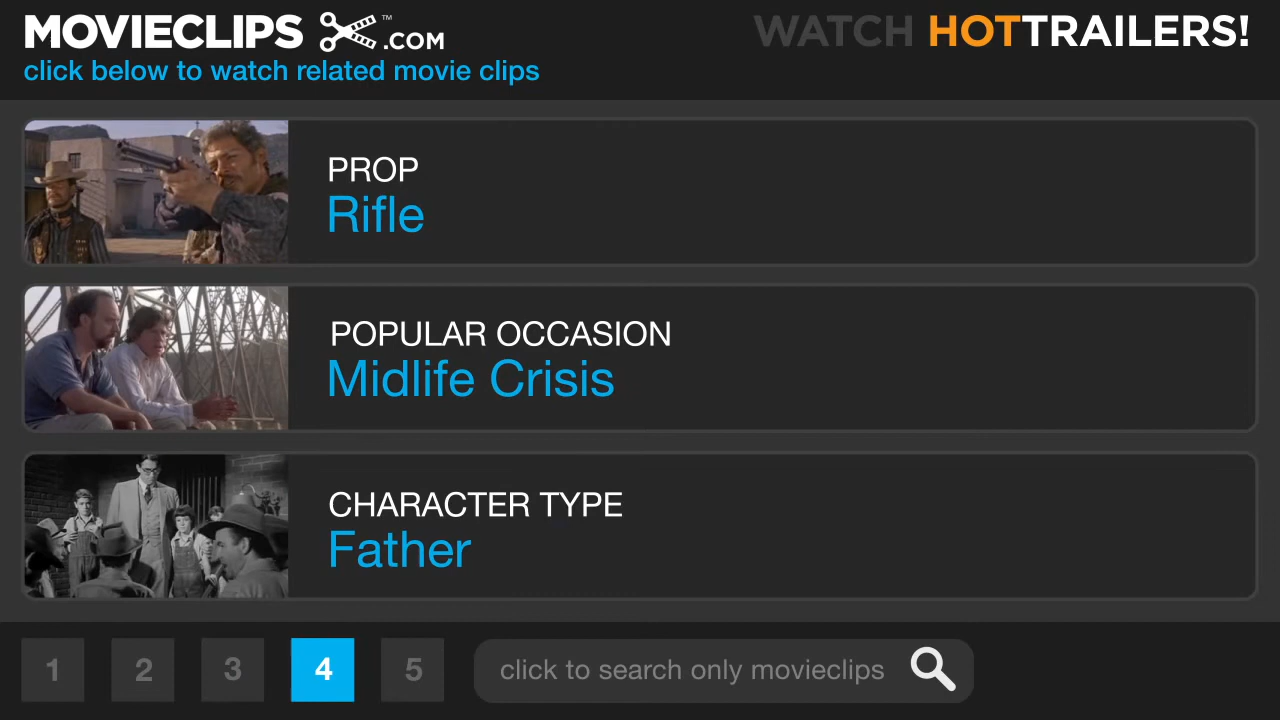 MOVIECLIPS™.COM
WATCH HOTTRAILERS!
click below to watch related movie clips
PROP
Rifle
POPULAR OCCASION
Midlife Crisis
CHARACTER TYPE
Father
1 2 3 4 5 click to search only movieclips